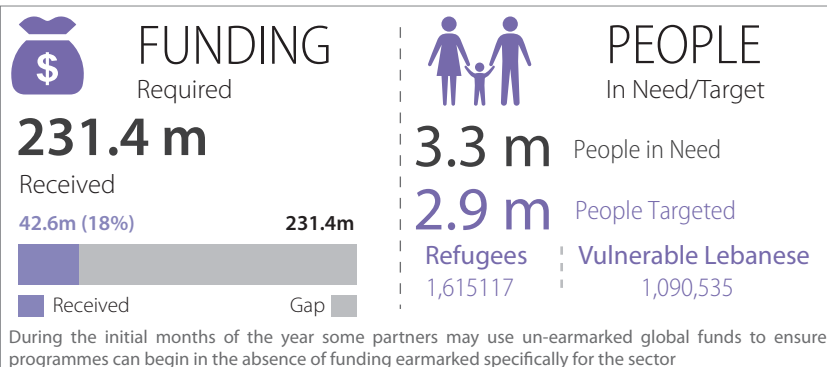 $
FUNDING
Required
231.4 m
Received
42.6m (18%) 231.4m
Received Gap
PEOPLE
In Need/Target
3.3 m People in Need
2.9 m People Targeted
Refugees Vulnerable Lebanese
1,615117 1,090,535
During the initial months of the year some partners may use un-earmarked global funds to ensure
programmes can begin in the absence of funding earmarked specifically for the sector